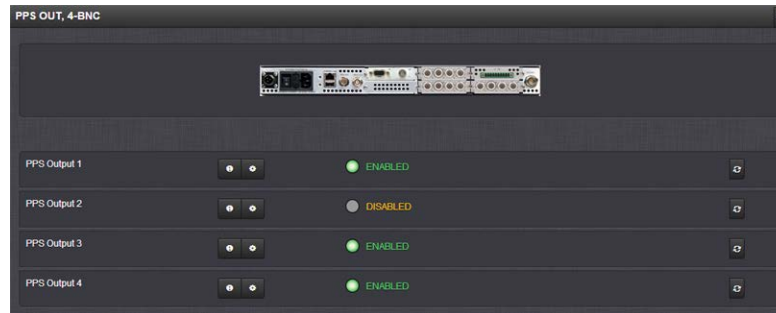 PPS OUT, 4-BNC
PPS Output 1 ENABLED
PPS Output 2 DISABLED
PPS Output 3 ENABLED
PPS Output 4 ENABLED